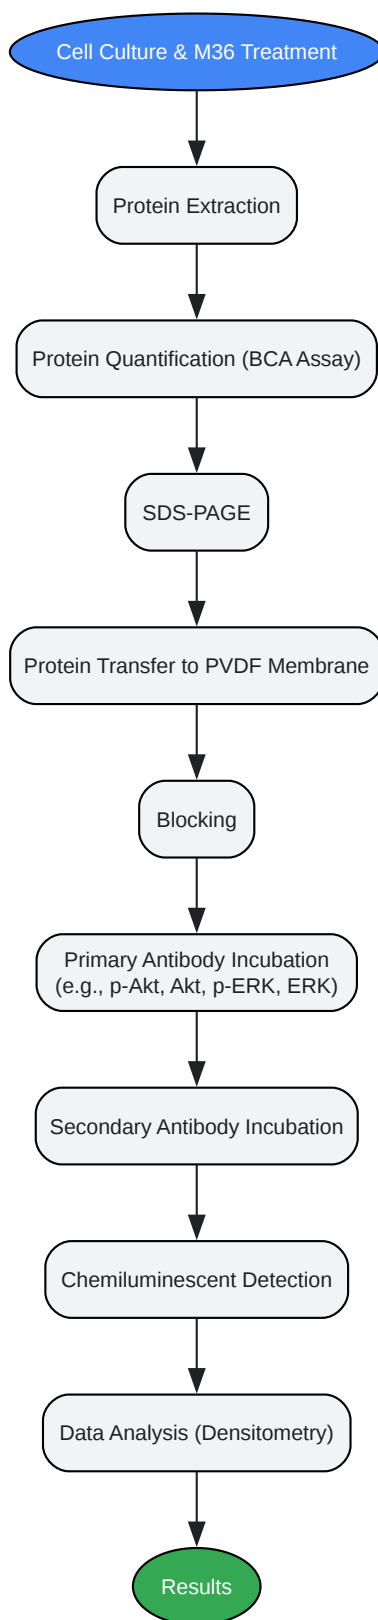 Cell Culture & M36 Treatment
Protein Extraction
Protein Quantification (BCA Assay)
SDS-PAGE
Protein Transfer to PVDF Membrane
Blocking
Primary Antibody Incubation
(e.g., p-Akt, Akt, p-ERK, ERK)
Secondary Antibody Incubation
Chemiluminescent Detection
Data Analysis (Densitometry)
Results